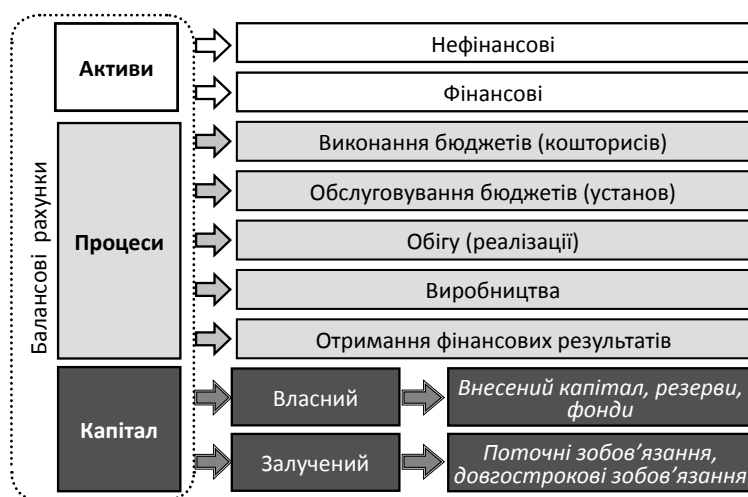 Балансові рахунки
Активи
Нефінансові
Фінансові
Процеси
Виконання бюджетів (кошторисів)
Обслуговування бюджетів (установ)
Обігу (реалізації)
Виробництва
Отримання фінансових результатів
Капітал
Власний
Внесений капітал, резерви,
фонди
Залучений
Поточні зобов’язання,
довгострокові зобов’язання